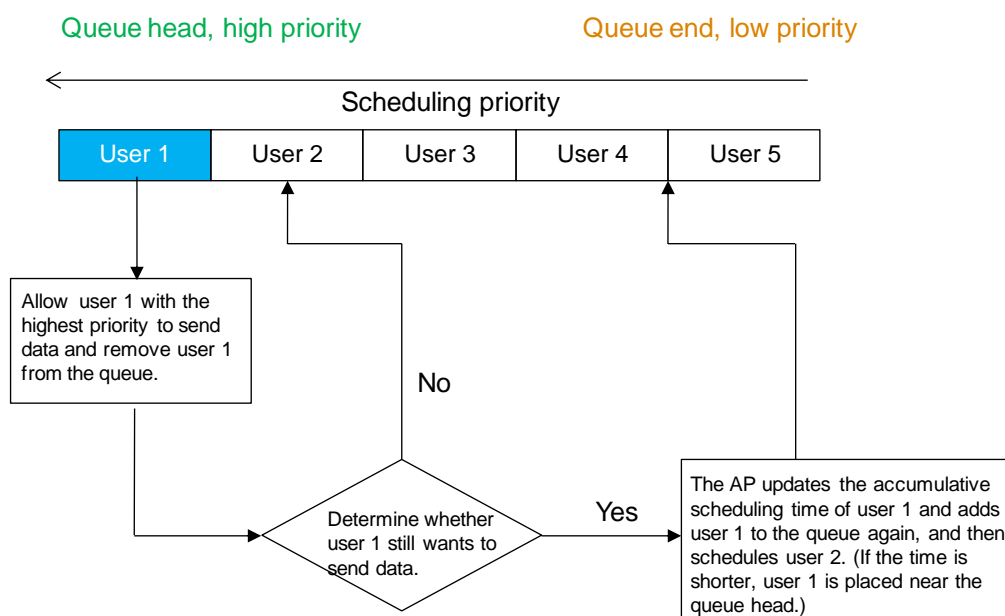 Queue head, high priority
Queue end, low priority
Scheduling priority
User 1
User 2
User 3
User 4
User 5
Allow user 1 with the
highest priority to send
data and remove user 1
from the queue.
No
Determine whether
user 1 still wants to
send data.
Yes
The AP updates the accumulative
scheduling time of user 1 and adds
user 1 to the queue again, and then
schedules user 2. (If the time is
shorter, user 1 is placed near the
queue head.)